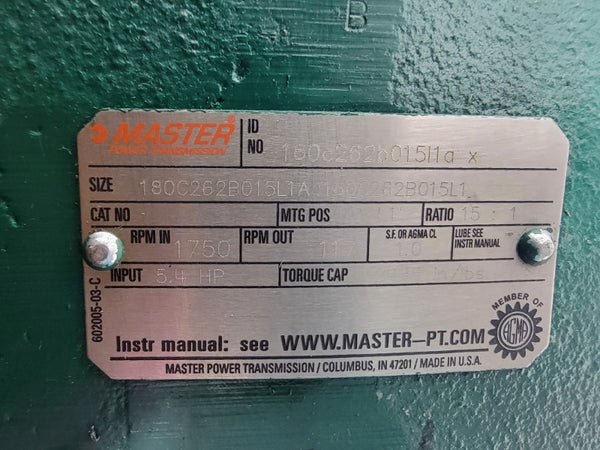 B
MASTER
POWER TRANSMISSION
ID
NO 180c262b015l1a x
SIZE 180C262B015L1A
CAT NO MTG POS RATIO 15 : 1
RPM IN 1750 RPM OUT S.F. OR AGMA CL 1.0 LUBE SEE
INSTR MANUAL
INPUT 5.4 HP TORQUE CAP
602005-03-C
MEMBER OF
AGMA
Instr manual: see WWW.MASTER-PT.COM
MASTER POWER TRANSMISSION / COLUMBUS, IN 47201 / MADE IN U.S.A.